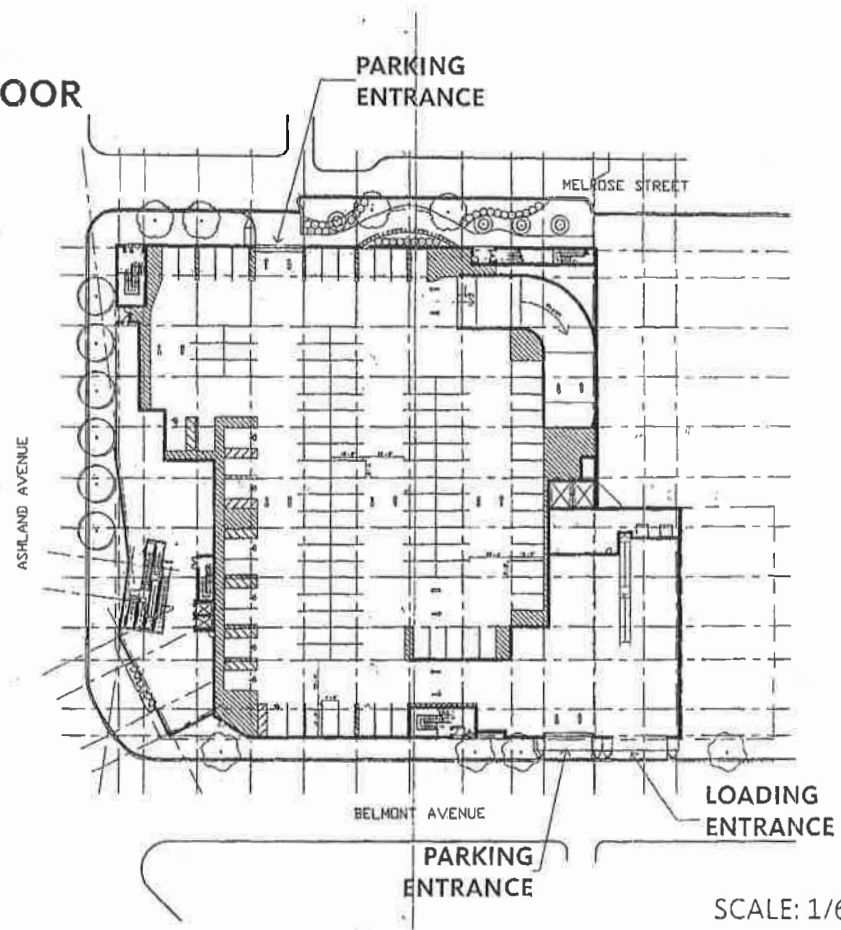 OOR
PARKING
ENTRANCE
MELROSE STREET
ASHLAND AVENUE
BELMONT AVENUE
LOADING
ENTRANCE
PARKING
ENTRANCE
SCALE: 1/6